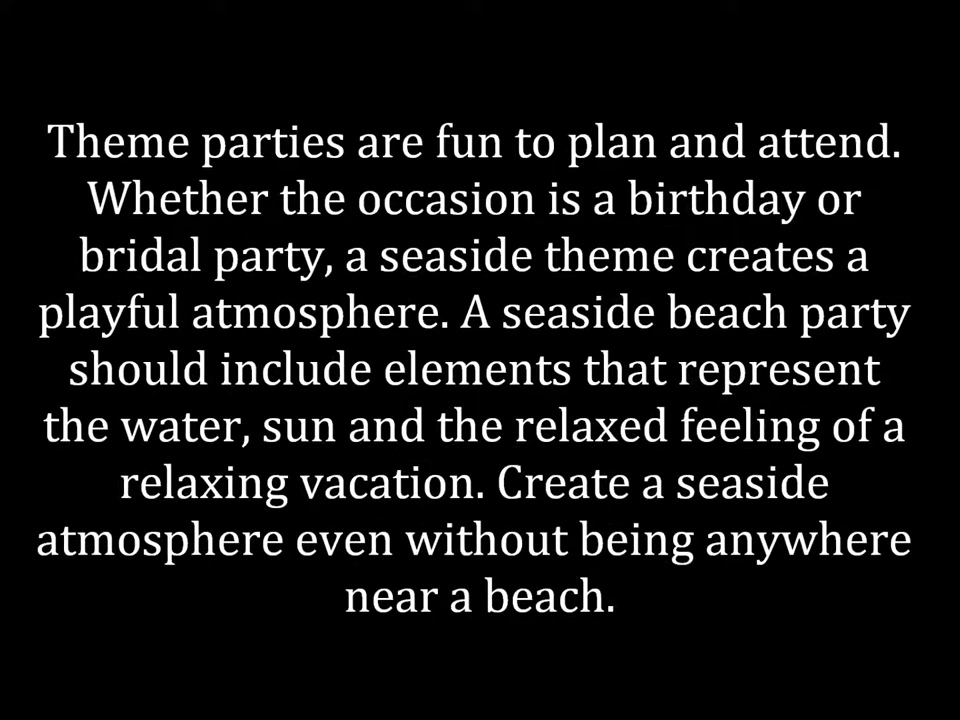 Theme parties are fun to plan and attend.
Whether the occasion is a birthday or
bridal party, a seaside theme creates a
playful atmosphere. A seaside beach party
should include elements that represent
the water, sun and the relaxed feeling of a
relaxing vacation. Create a seaside
atmosphere even without being anywhere
near a beach.